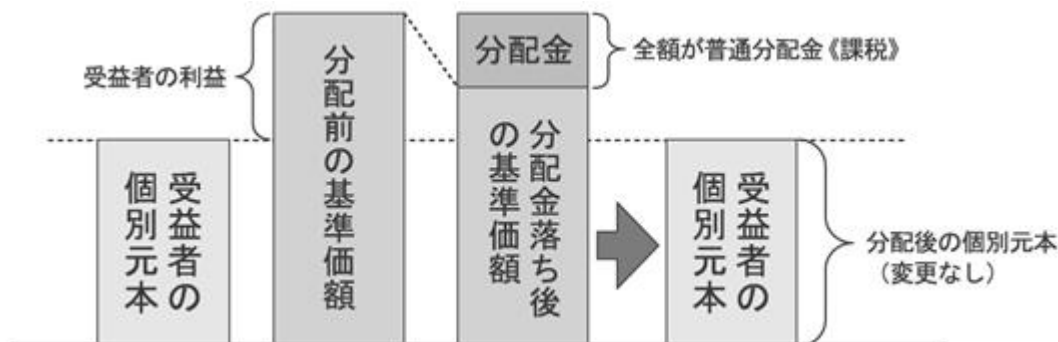 受益者の利益
受益者の
個別元本
分配前の基準価額
分配金
全額が普通分配金《課税》
分配金落ち後
の基準価額
受益者の
個別元本
分配後の個別元本
（変更なし）